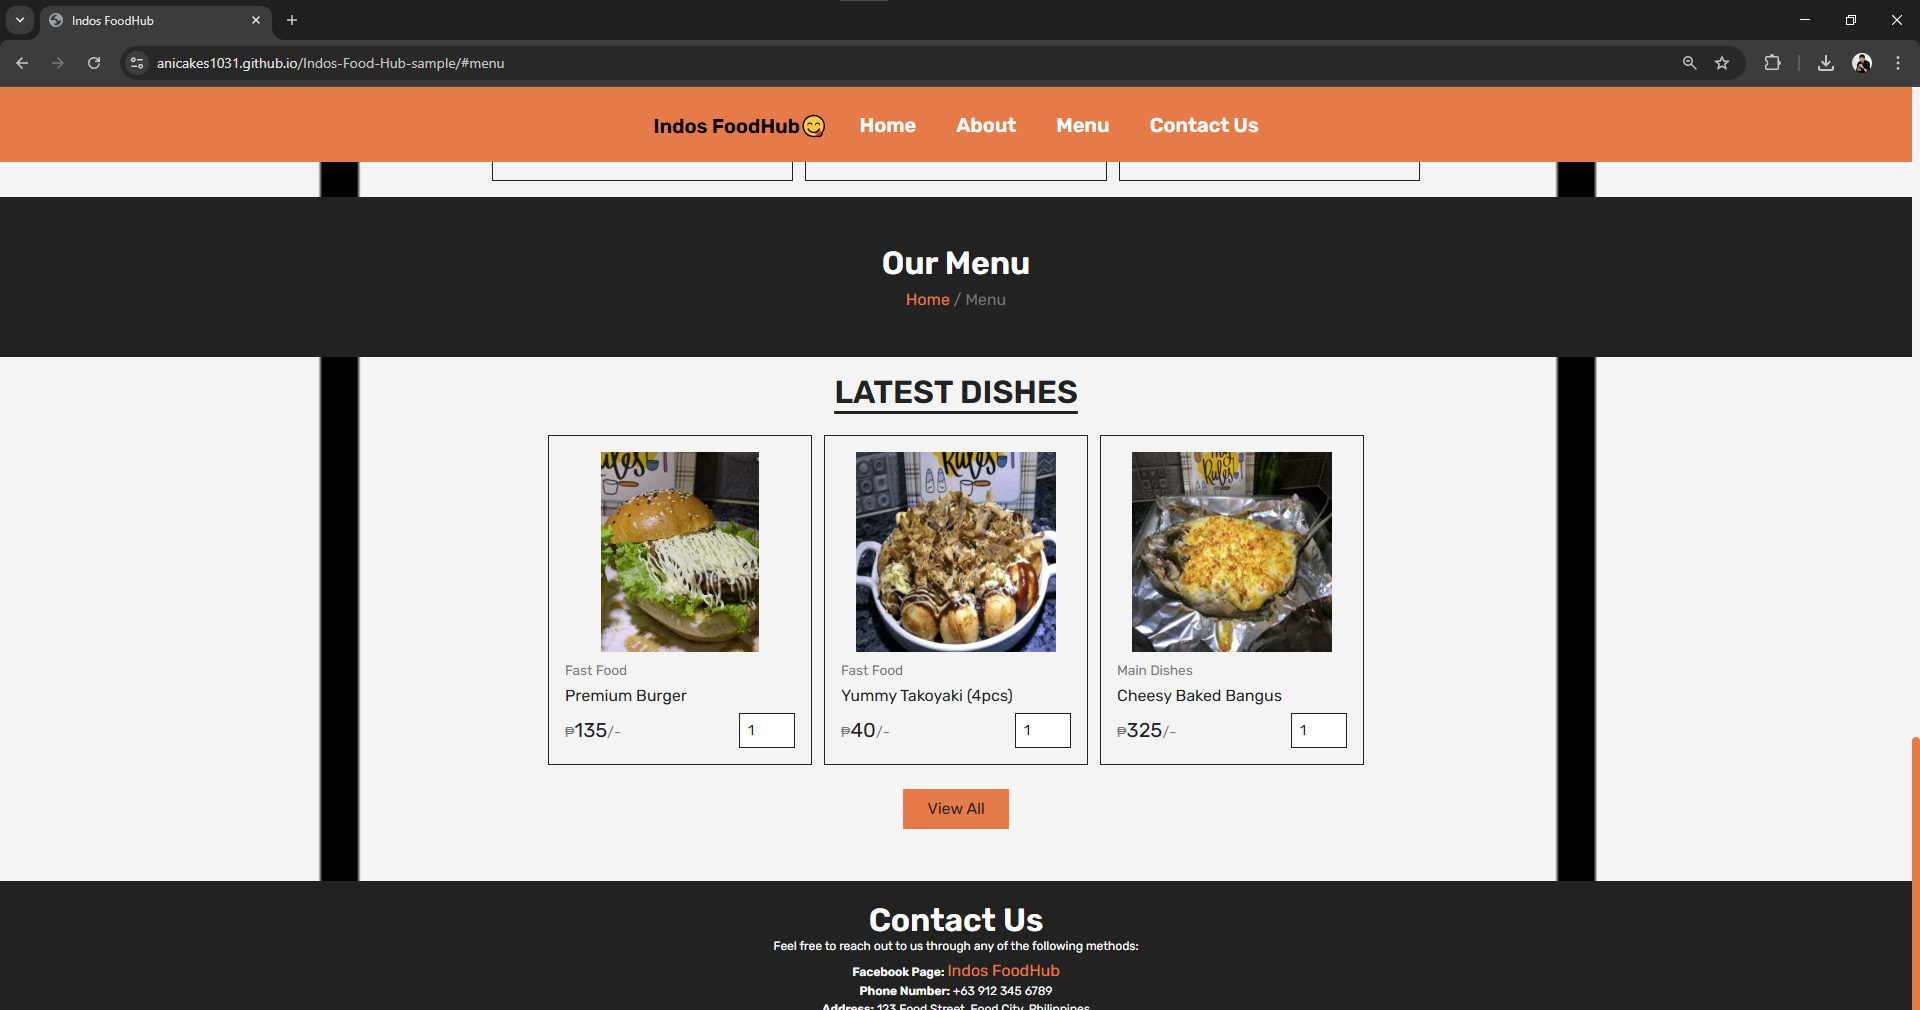 Indos FoodHub
anicakes1031.github.io/Indos-Food-Hub-sample/#menu
Indos FoodHub😋 Home About Menu Contact Us
Our Menu
Home / Menu
LATEST DISHES
Rules
Rules
my Rules
Fast Food
Premium Burger
₱135/-
1
Fast Food
Yummy Takoyaki (4pcs)
₱40/-
1
Main Dishes
Cheesy Baked Bangus
₱325/-
1
View All
Contact Us
Feel free to reach out to us through any of the following methods:
Facebook Page: Indos FoodHub
Phone Number: +63 912 345 6789
Address: 123 Food Street, Food City, Philippines